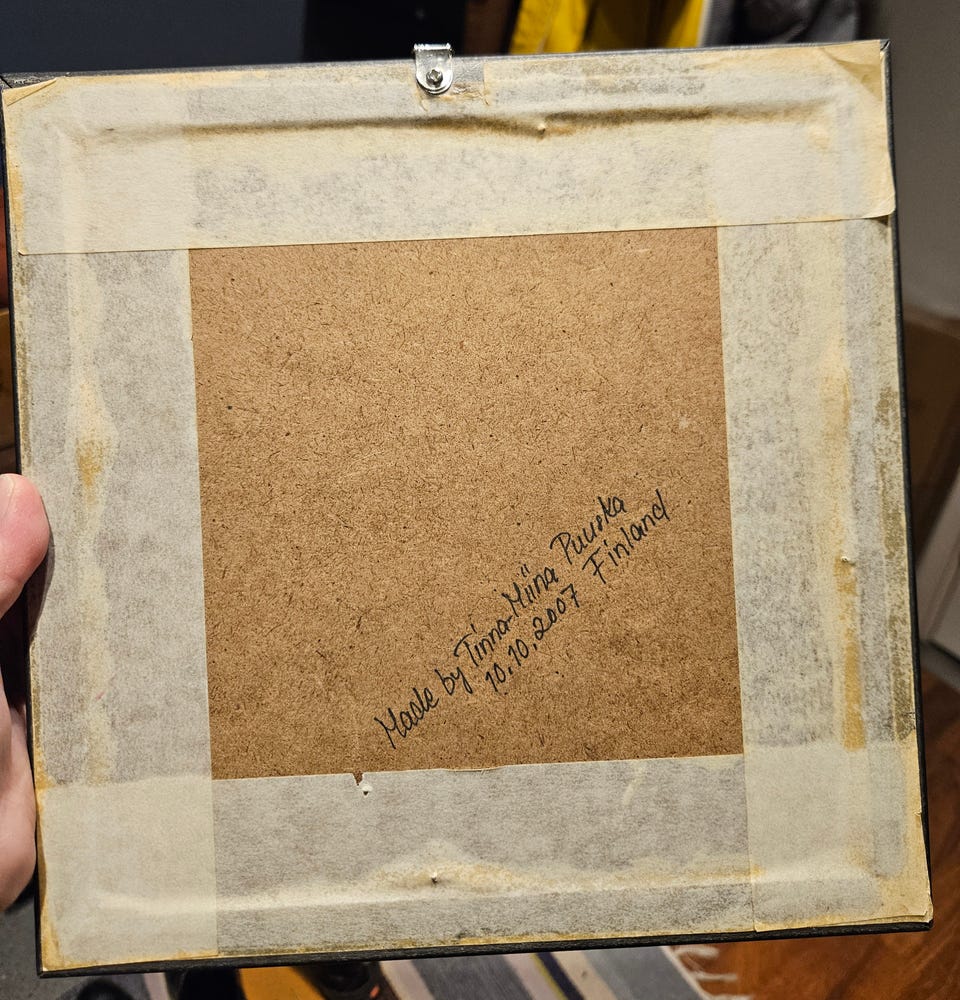 Made by Tinna-Miina Puurka
10.10.2007 Finland